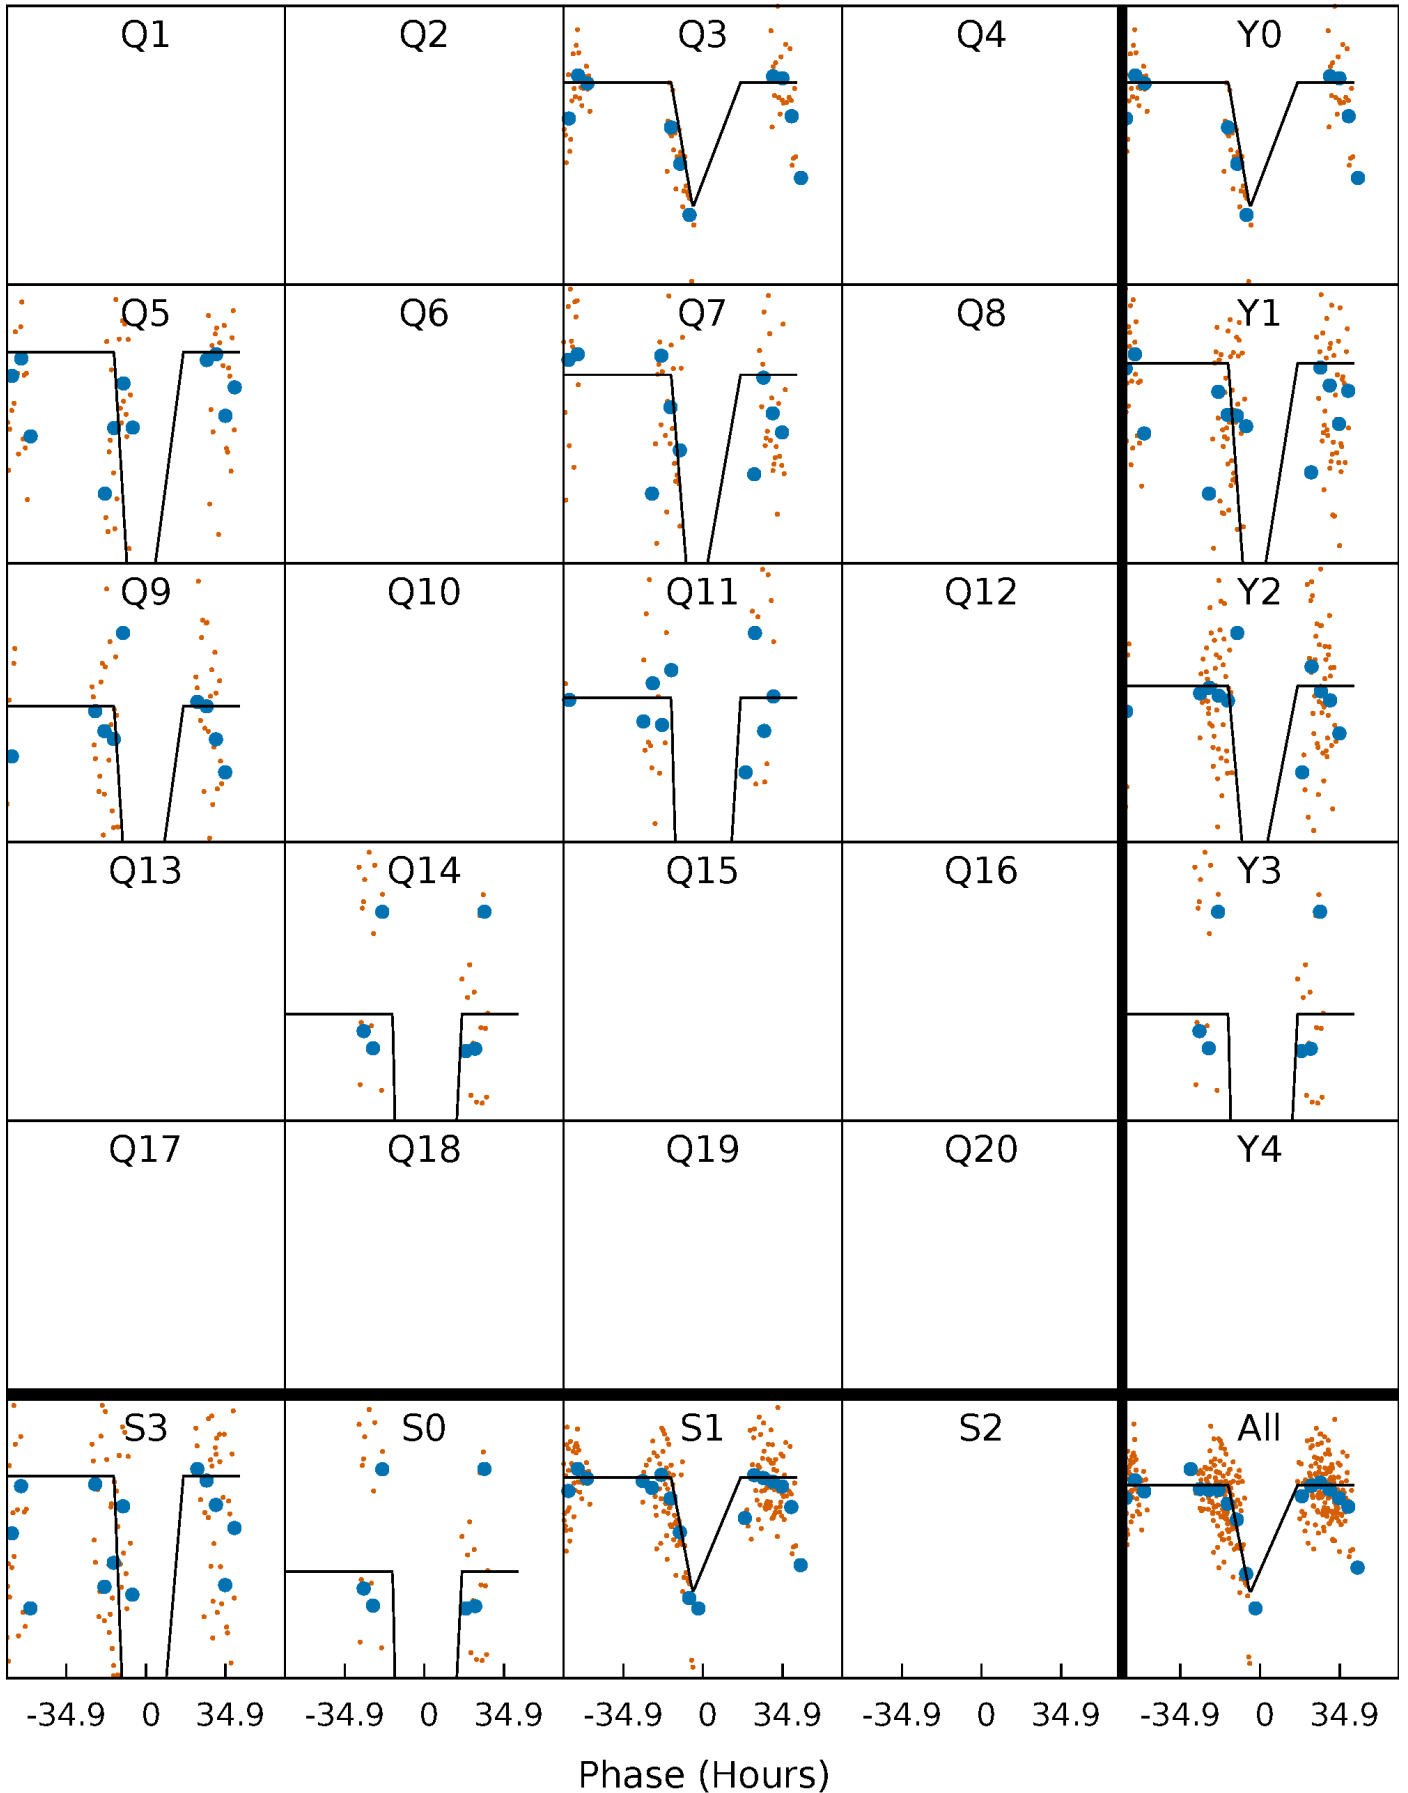 Q1 Q2 Q3 Q4 Y0
Q5 Q6 Q7 Q8 Y1
Q9 Q10 Q11 Q12 Y2
Q13 Q14 Q15 Q16 Y3
Q17 Q18 Q19 Q20 Y4
S3 S0 S1 S2 All
-34.9 0 34.9 -34.9 0 34.9 -34.9 0 34.9 -34.9 0 34.9 -34.9 0 34.9
Phase (Hours)